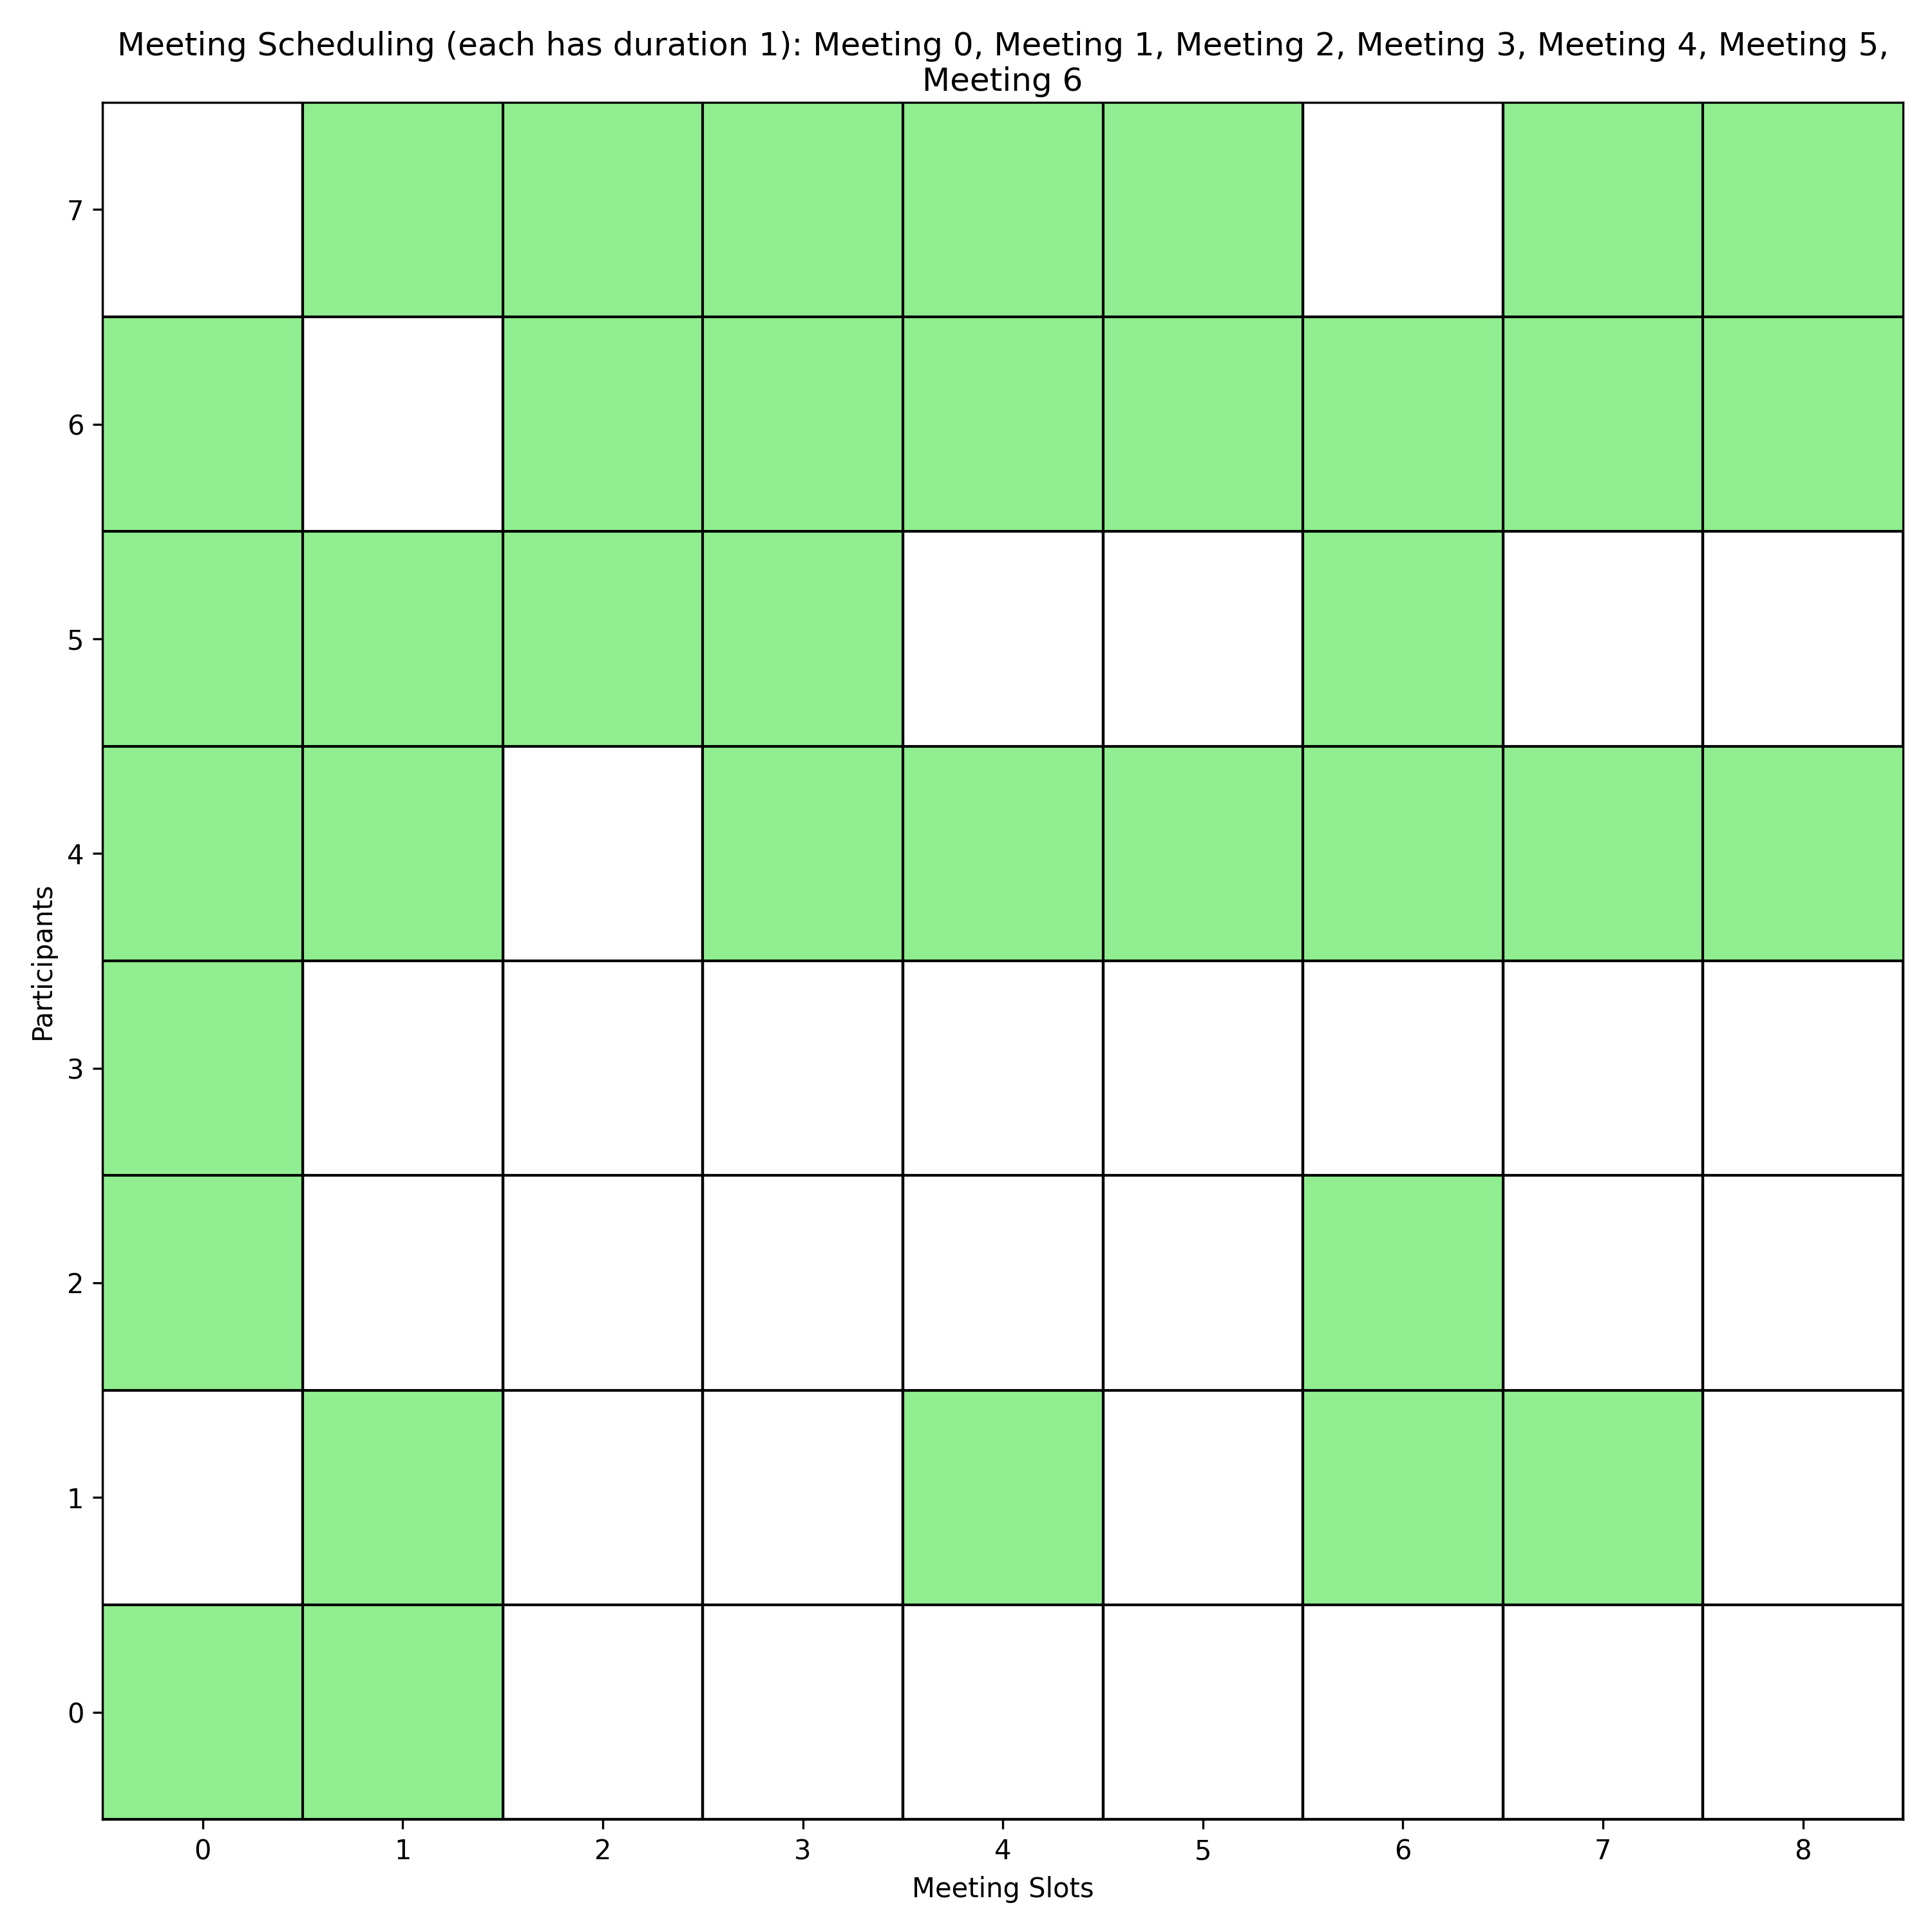 Meeting Scheduling (each has duration 1): Meeting 0, Meeting 1, Meeting 2, Meeting 3, Meeting 4, Meeting 5,
Meeting 6
7
6
5
4
3
2
1
0
Participants
0 1 2 3 4 5 6 7 8
Meeting Slots